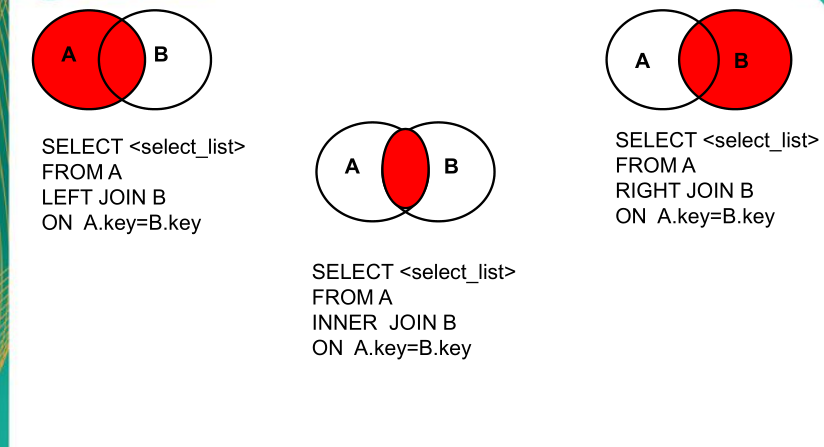 A B
SELECT <select_list>
FROM A
LEFT JOIN B
ON  A.key=B.key
A B
SELECT <select_list>
FROM A
INNER  JOIN B
ON  A.key=B.key
A B
SELECT <select_list>
FROM A
RIGHT JOIN B
ON  A.key=B.key